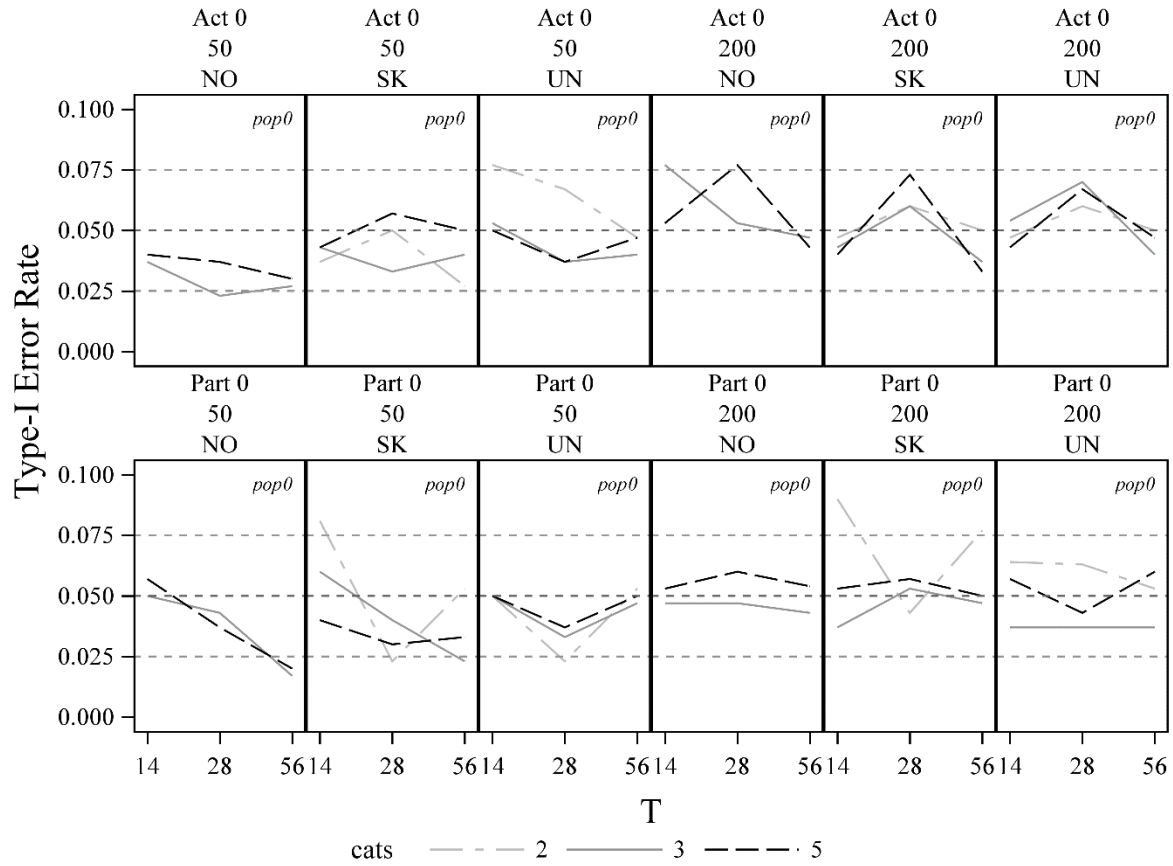 Act 0 Act 0 Act 0 Act 0 Act 0 Act 0
50 50 50 200 200 200
NO SK UN NO SK UN
0.100
pop0 pop0 pop0 pop0 pop0 pop0
0.075
0.050
0.025
0.000
Type-I Error Rate
Part 0 Part 0 Part 0 Part 0 Part 0 Part 0
50 50 50 200 200 200
NO SK UN NO SK UN
0.100
pop0 pop0 pop0 pop0 pop0 pop0
0.075
0.050
0.025
0.000
14 28 56 14 28 56 14 28 56 14 28 56 14 28 56 14 28 56
T
cats 2 3 5